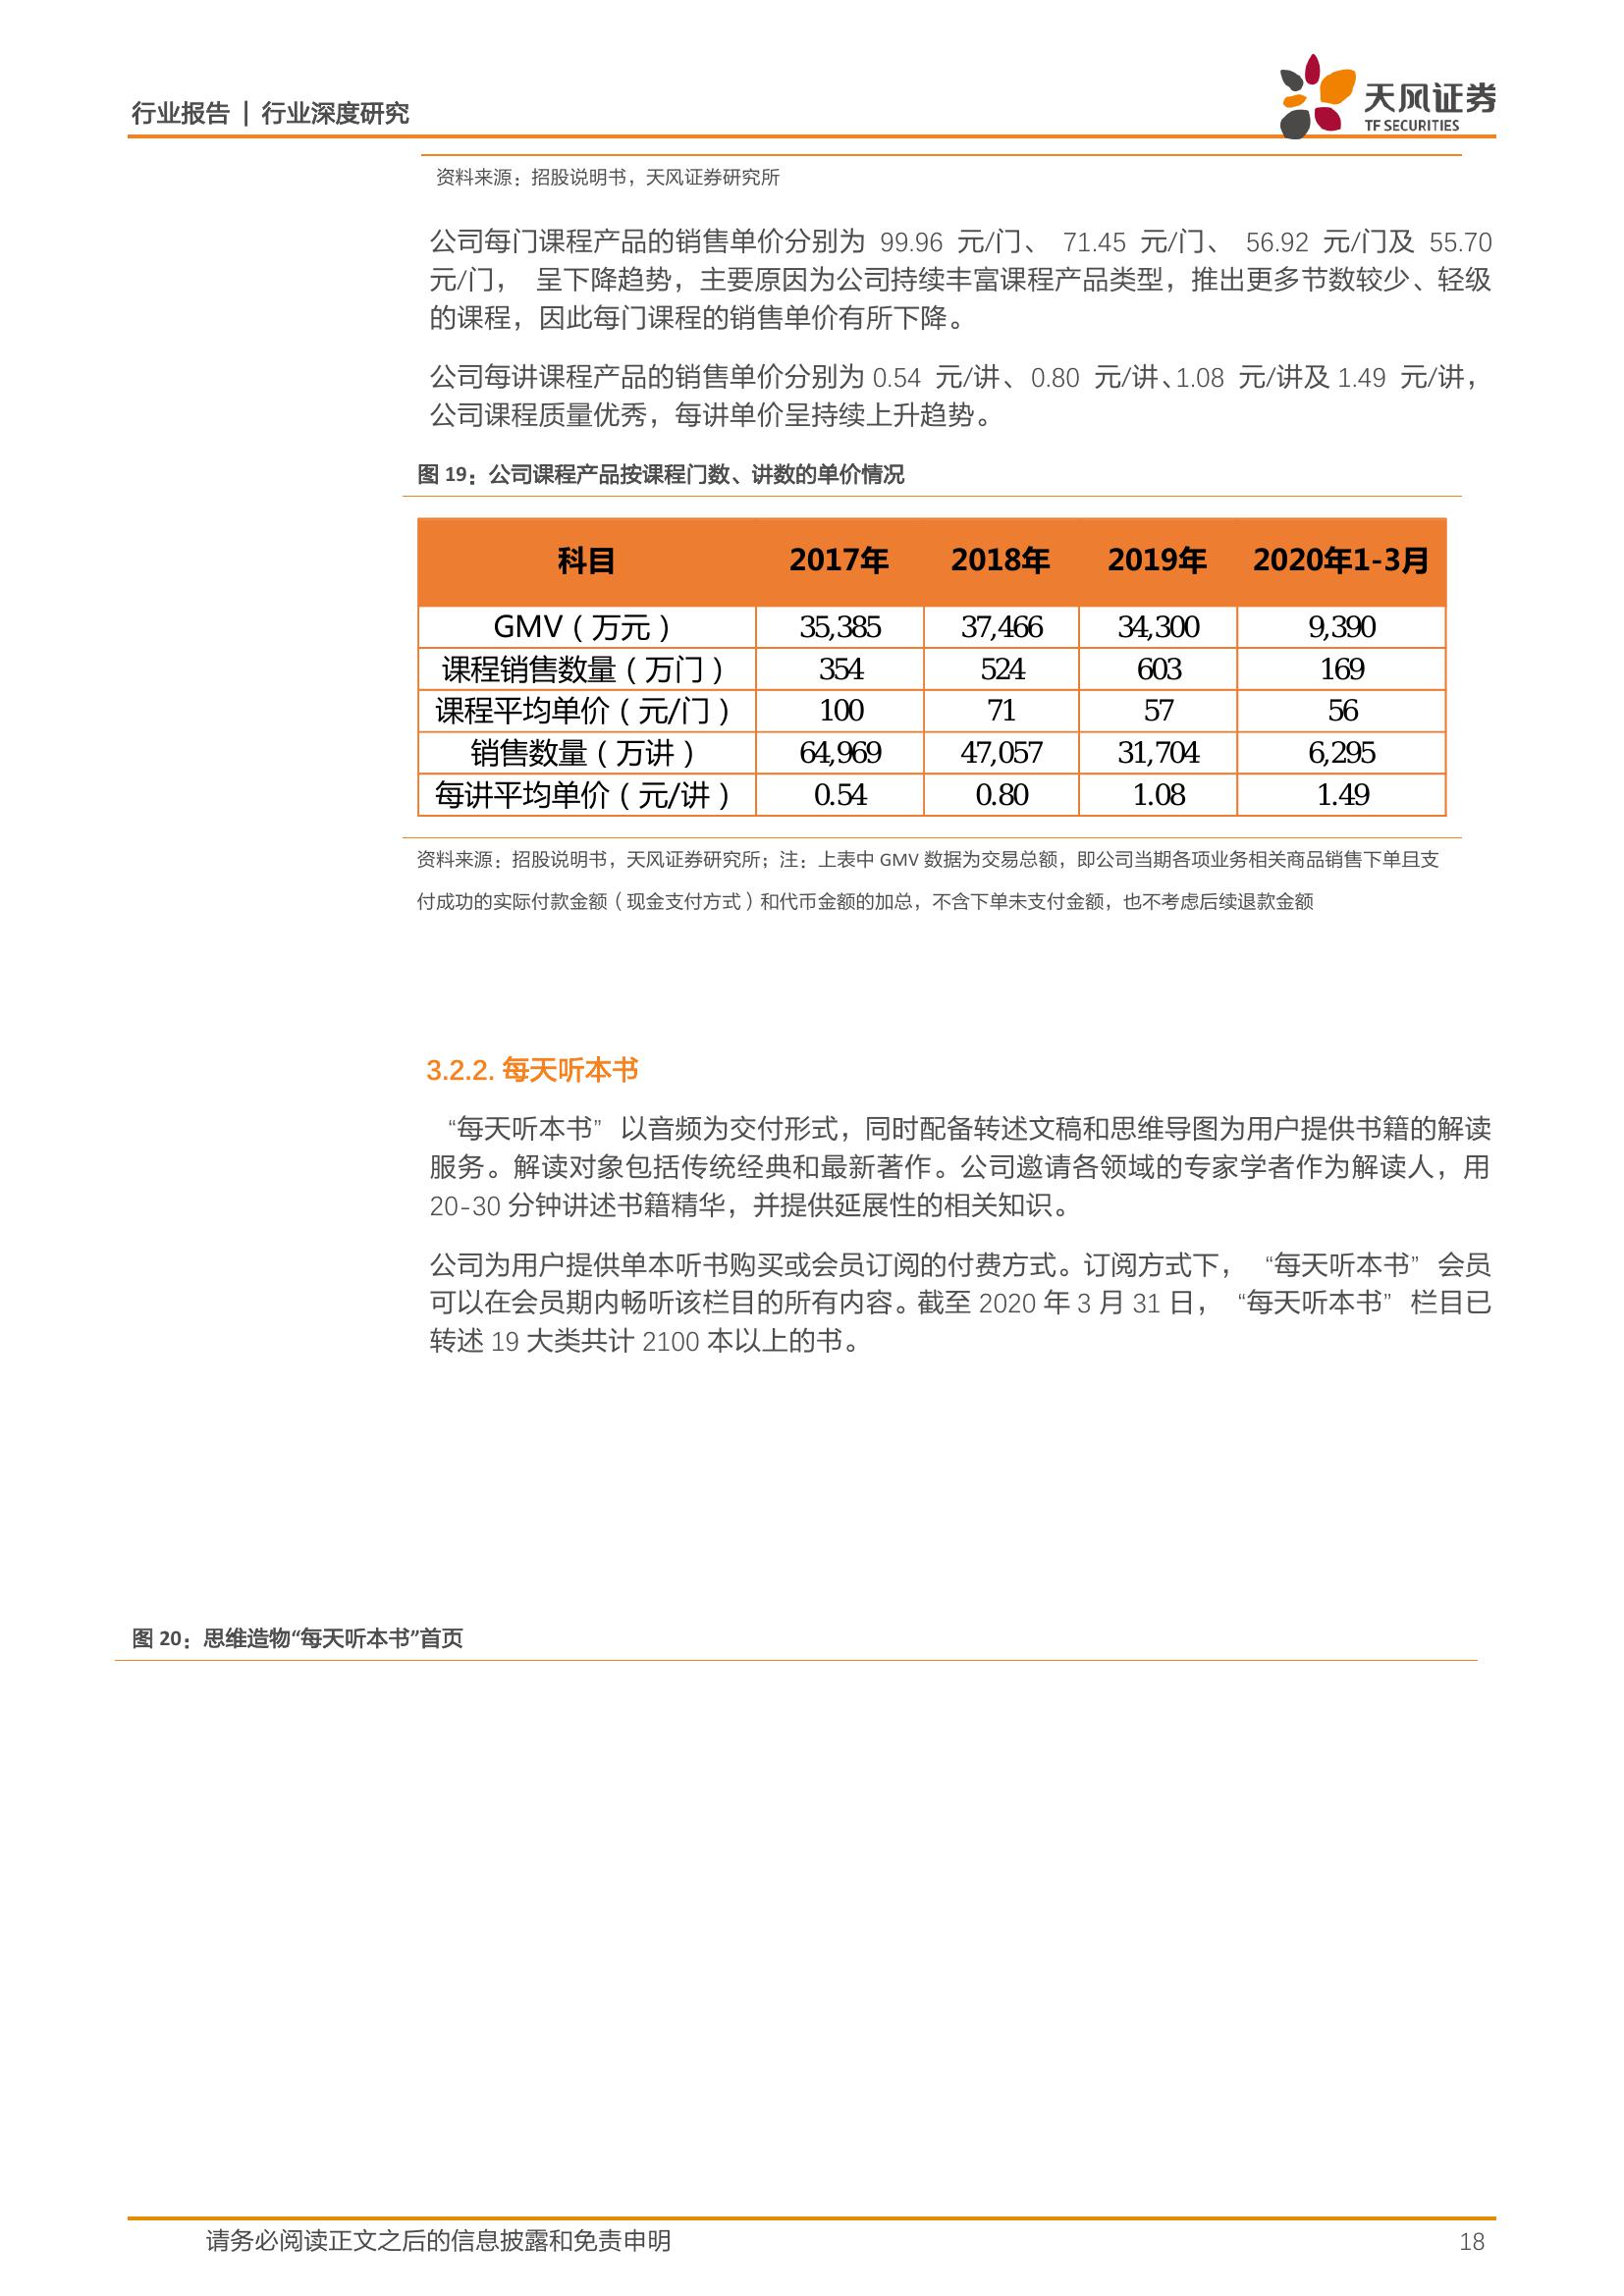 行业报告 | 行业深度研究
天风证券
TF SECURITIES
资料来源：招股说明书，天风证券研究所
公司每门课程产品的销售单价分别为 99.96 元/门、 71.45 元/门、 56.92 元/门及 55.70
元/门， 呈下降趋势，主要原因为公司持续丰富课程产品类型，推出更多节数较少、轻级
的课程，因此每门课程的销售单价有所下降。
公司每讲课程产品的销售单价分别为 0.54 元/讲、0.80 元/讲、1.08 元/讲及 1.49 元/讲，
公司课程质量优秀，每讲单价呈持续上升趋势。
图 19：公司课程产品按课程门数、讲数的单价情况
科目 2017年 2018年 2019年 2020年1-3月
GMV（万元） 35,385 37,466 34,300 9,390
课程销售数量（万门） 354 524 603 169
课程平均单价（元/门） 100 71 57 56
销售数量（万讲） 64,969 47,057 31,704 6,295
每讲平均单价（元/讲） 0.54 0.80 1.08 1.49
资料来源：招股说明书，天风证券研究所；注：上表中 GMV 数据为交易总额，即公司当期各项业务相关商品销售下单且支
付成功的实际付款金额（现金支付方式）和代币金额的加总，不含下单未支付金额，也不考虑后续退款金额
3.2.2. 每天听本书
“每天听本书” 以音频为交付形式，同时配备转述文稿和思维导图为用户提供书籍的解读
服务。解读对象包括传统经典和最新著作。公司邀请各领域的专家学者作为解读人，用
20-30 分钟讲述书籍精华，并提供延展性的相关知识。
公司为用户提供单本听书购买或会员订阅的付费方式。订阅方式下， “每天听本书” 会员
可以在会员期内畅听该栏目的所有内容。截至 2020 年 3 月 31 日， “每天听本书” 栏目已
转述 19 大类共计 2100 本以上的书。
图 20：思维造物“每天听本书”首页
请务必阅读正文之后的信息披露和免责申明 18